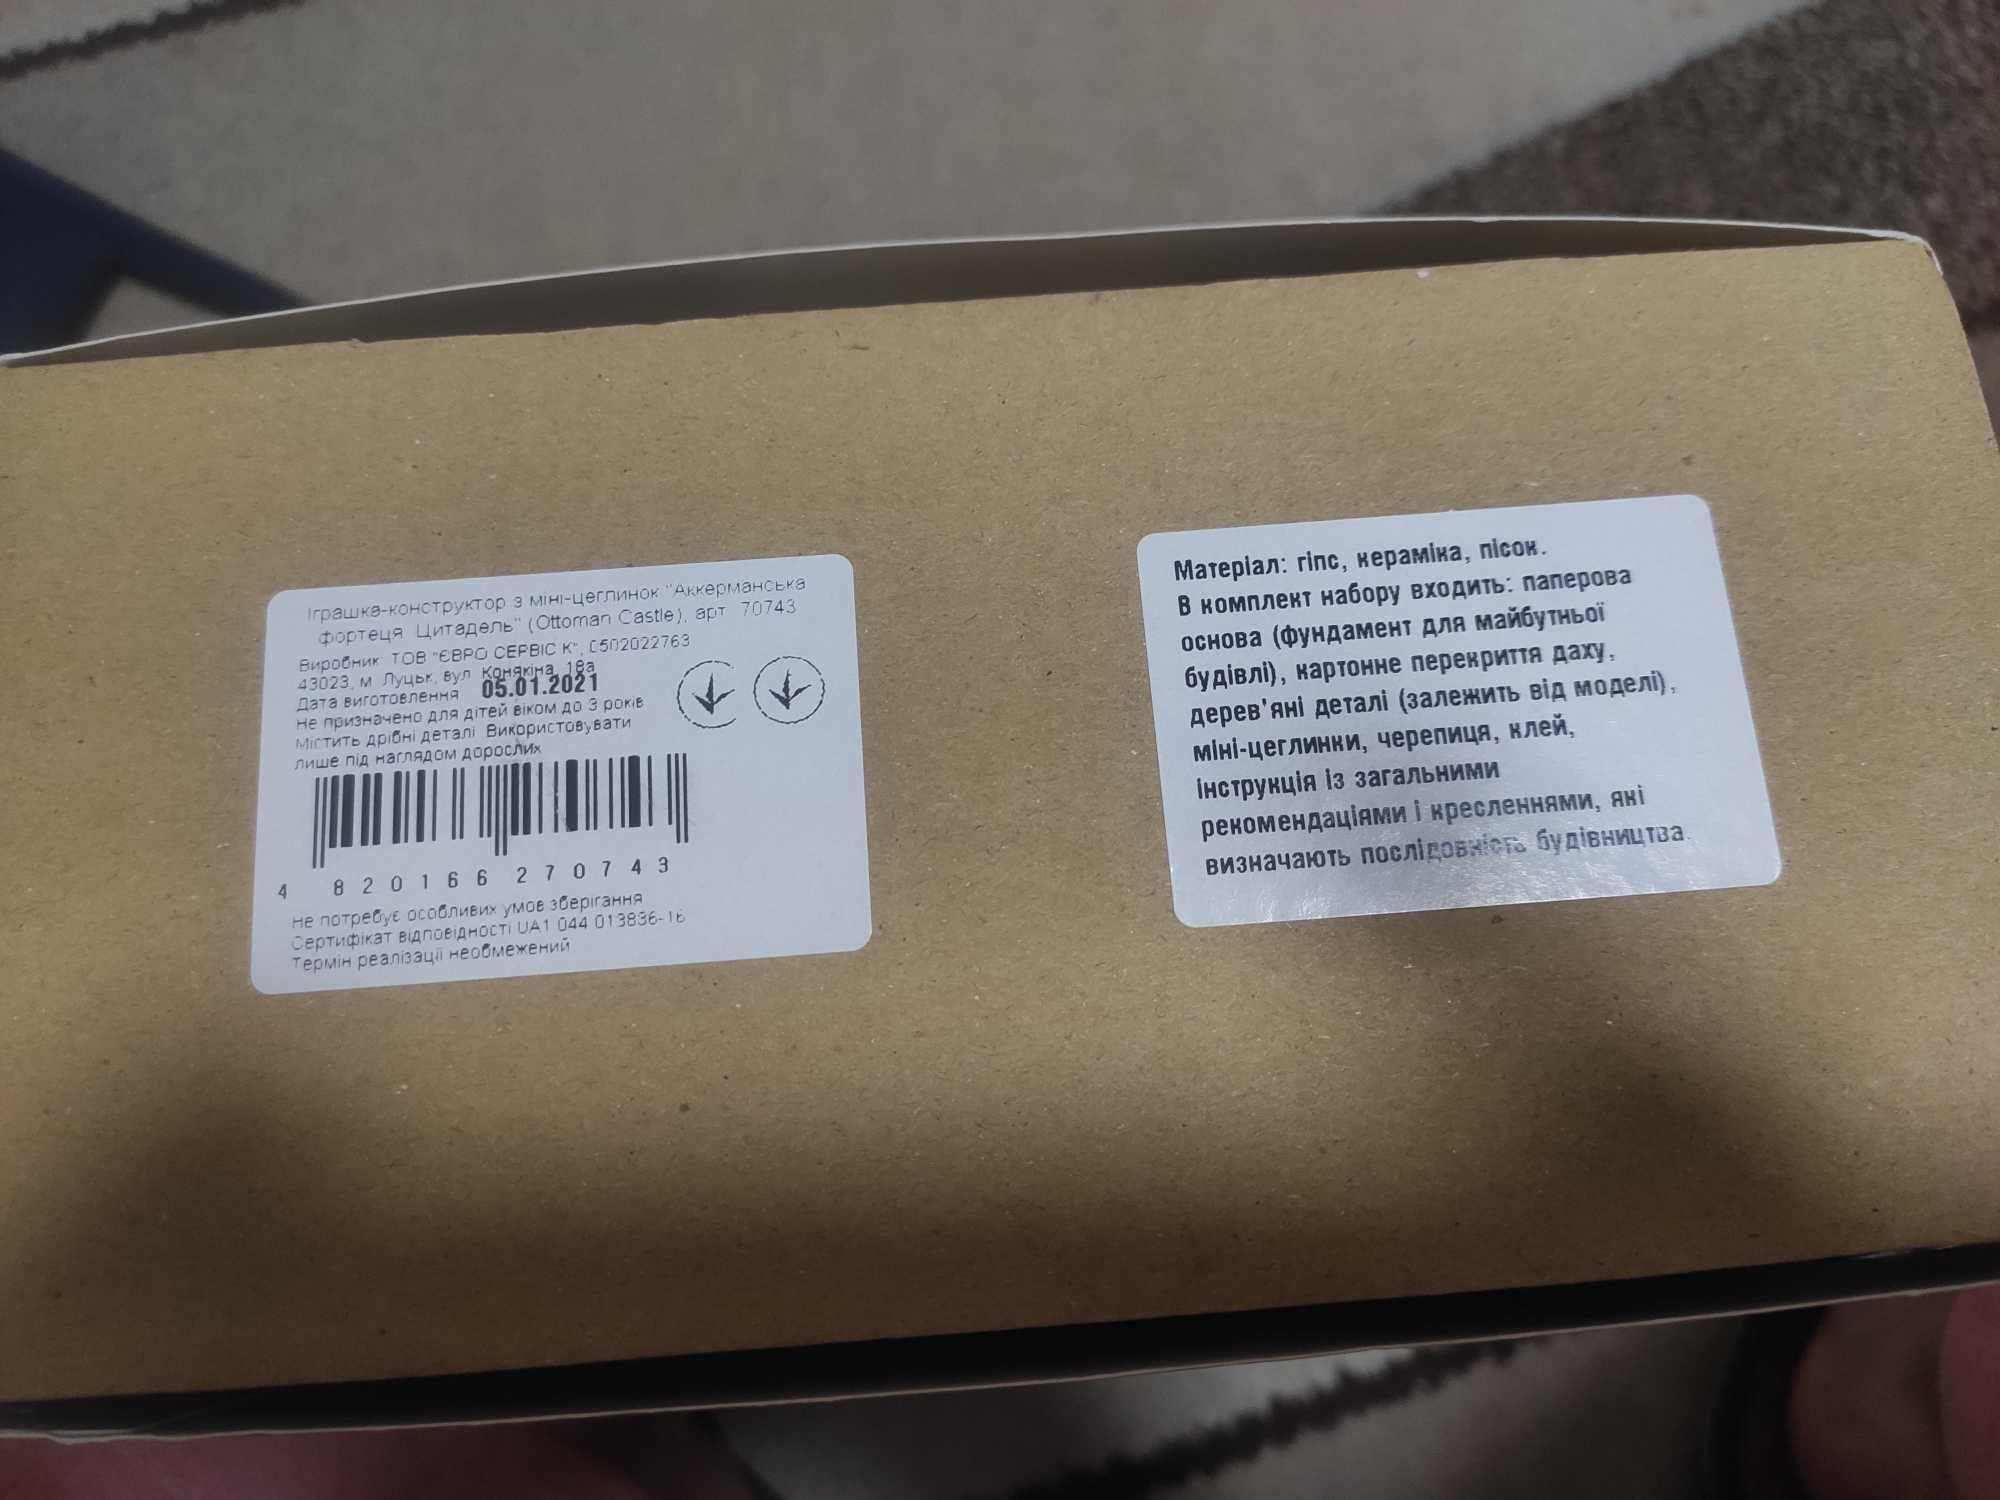 Іграшка-конструктор з міні-цеглинок "Аккерманська
фортеця. Цитадель" (Ottoman Castle), арт. 70743
Виробник: ТОВ "ЄВРО СЕРВІС К", 0502022763
43023, м. Луцьк, вул. Конякіна, 18а
Дата виготовлення 05.01.2021
Не призначено для дітей віком до 3 років
Містить дрібні деталі. Використовувати
лише під наглядом дорослих
4 820166 270743
Не потребує особливих умов зберігання
Сертифікат відповідності UA1.044.013836-16
Термін реалізації необмежений
Матеріал: гіпс, кераміка, пісок.
В комплект набору входить: паперова
основа (фундамент для майбутньої
будівлі), картонне перекриття даху,
дерев'яні деталі (залежить від моделі),
міні-цеглинки, черепиця, клей,
інструкція із загальними
рекомендаціями і кресленнями, які
визначають послідовність будівництва.